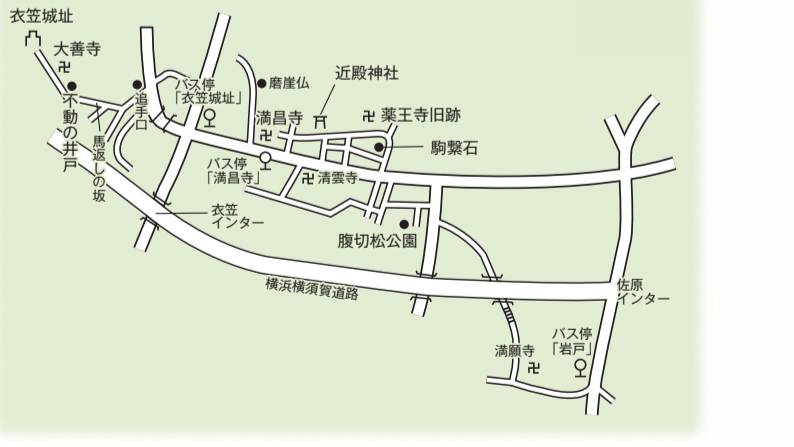 衣笠城址
大善寺
不動の井戸
馬返しの坂
追手口
バス停
「衣笠城址」
磨崖仏
近殿神社
満昌寺
薬王寺旧跡
駒繋石
バス停
「満昌寺」
清雲寺
衣笠
インター
腹切松公園
横浜横須賀道路
佐原
インター
満願寺
バス停
「岩戸」